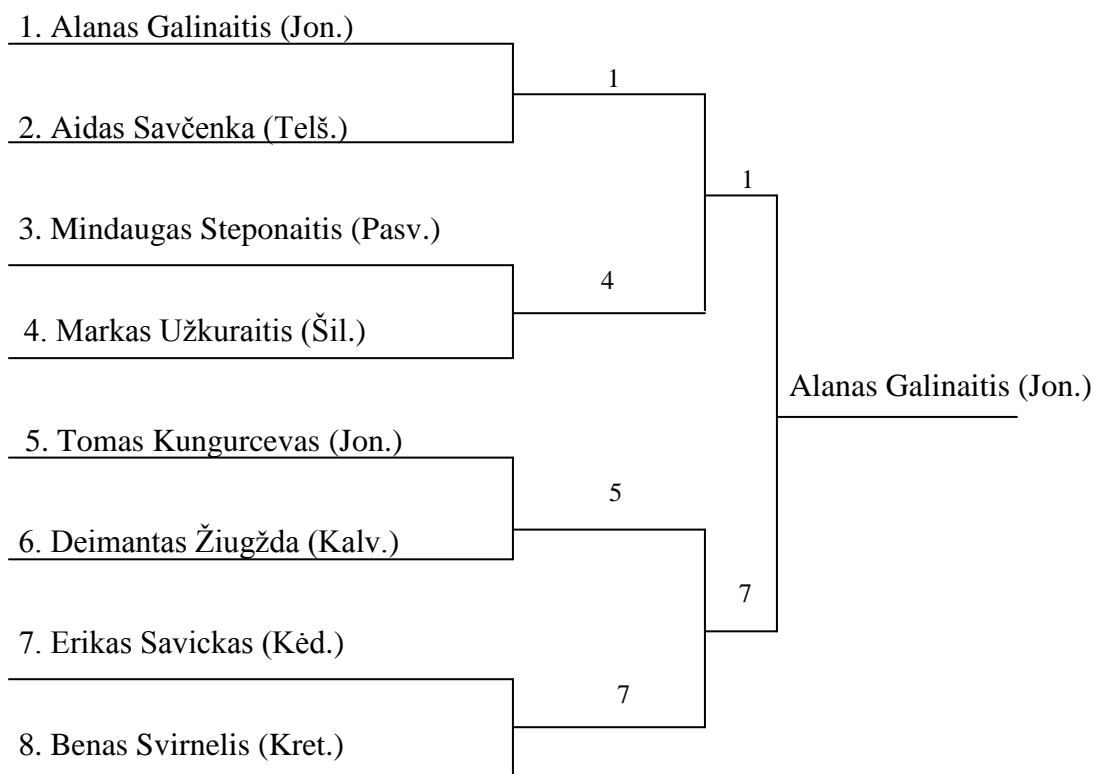 1. Alanas Galinaitis (Jon.)
1
2. Aidas Savčenka (Telš.)
1
3. Mindaugas Steponaitis (Pasv.)
4
4. Markas Užkuraitis (Šil.)
Alanas Galinaitis (Jon.)
5. Tomas Kungurcevas (Jon.)
5
6. Deimantas Žiugžda (Kalv.)
7
7. Erikas Savickas (Kėd.)
7
8. Benas Svirnelis (Kret.)